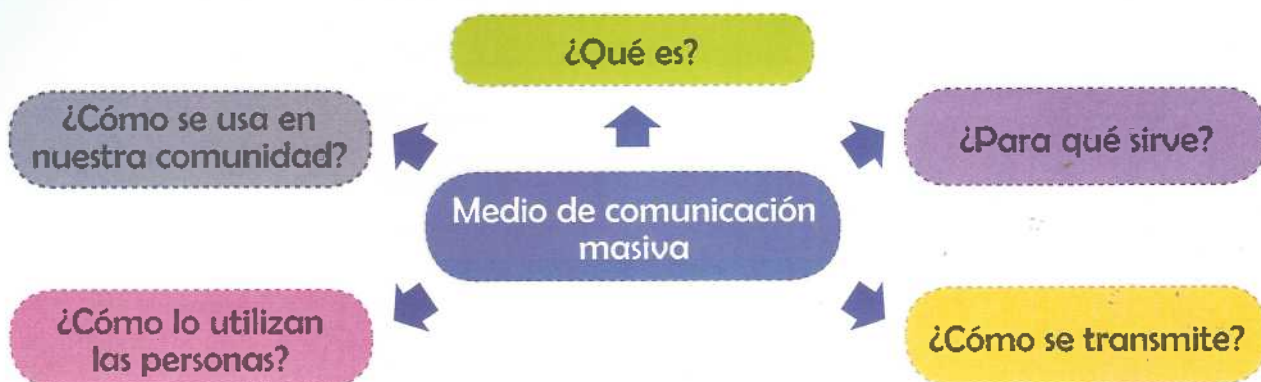 ¿Qué es?
¿Cómo se usa en
nuestra comunidad?
¿Para qué sirve?
Medio de comunicación
masiva
¿Cómo lo utilizan
las personas?
¿Cómo se transmite?